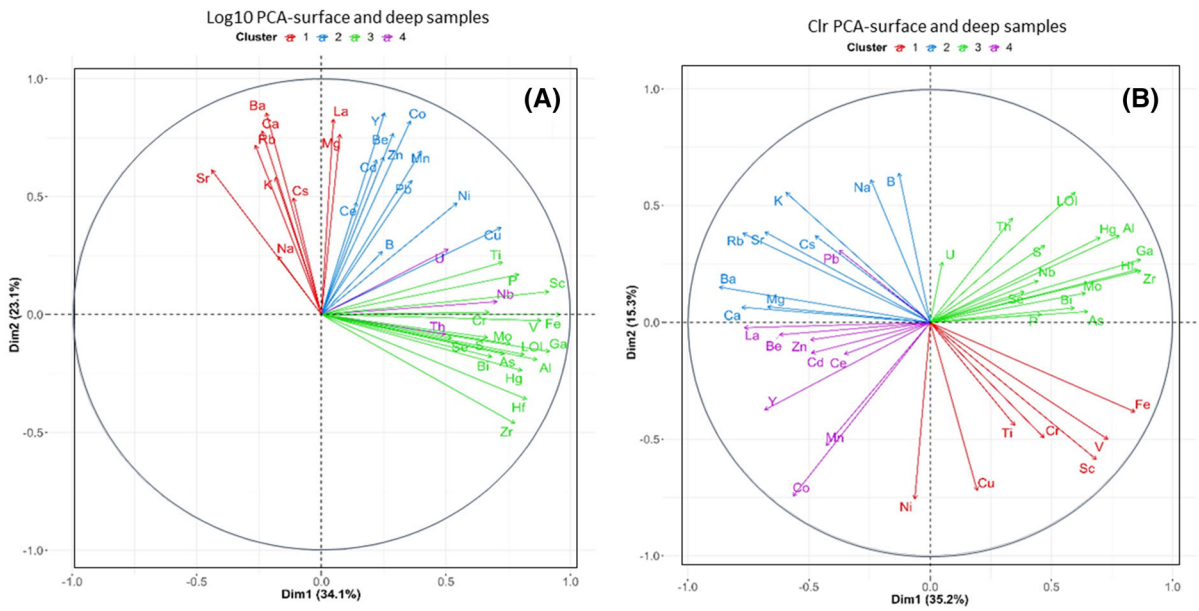 Log10 PCA-surface and deep samples
Cluster 1 2 3 4
(A)
Dim2 (23.1%)
1.0
0.5
0.0
-0.5
-1.0
Ba
Ca
Rb
Sr
K
Cs
Na
La
Mg
Y
Co
Be
Zn
Mn
Cd
Pb
Ce
Ni
B
Cu
U
Ti
P
Sc
Nb
Cr
V
Fe
Th
Mo
S
LOI
Ga
Bi
As
Al
Hg
Hf
Zr
-1.0 -0.5 0.0 0.5 1.0
Dim1 (34.1%)
Clr PCA-surface and deep samples
Cluster 1 2 3 4
(B)
Dim2 (15.3%)
1.0
0.5
0.0
-0.5
-1.0
K
Na
B
Rb
Sr
Cs
Pb
Ba
Mg
Ca
U
Th
LOI
S
Hg
Al
Ga
Nb
Hf
Zr
Mo
Se
Bi
P
As
La
Be
Zn
Cd
Ce
Y
Mn
Co
Ni
Cu
Ti
Cr
Fe
V
Sc
-1.0 -0.5 0.0 0.5 1.0
Dim1 (35.2%)